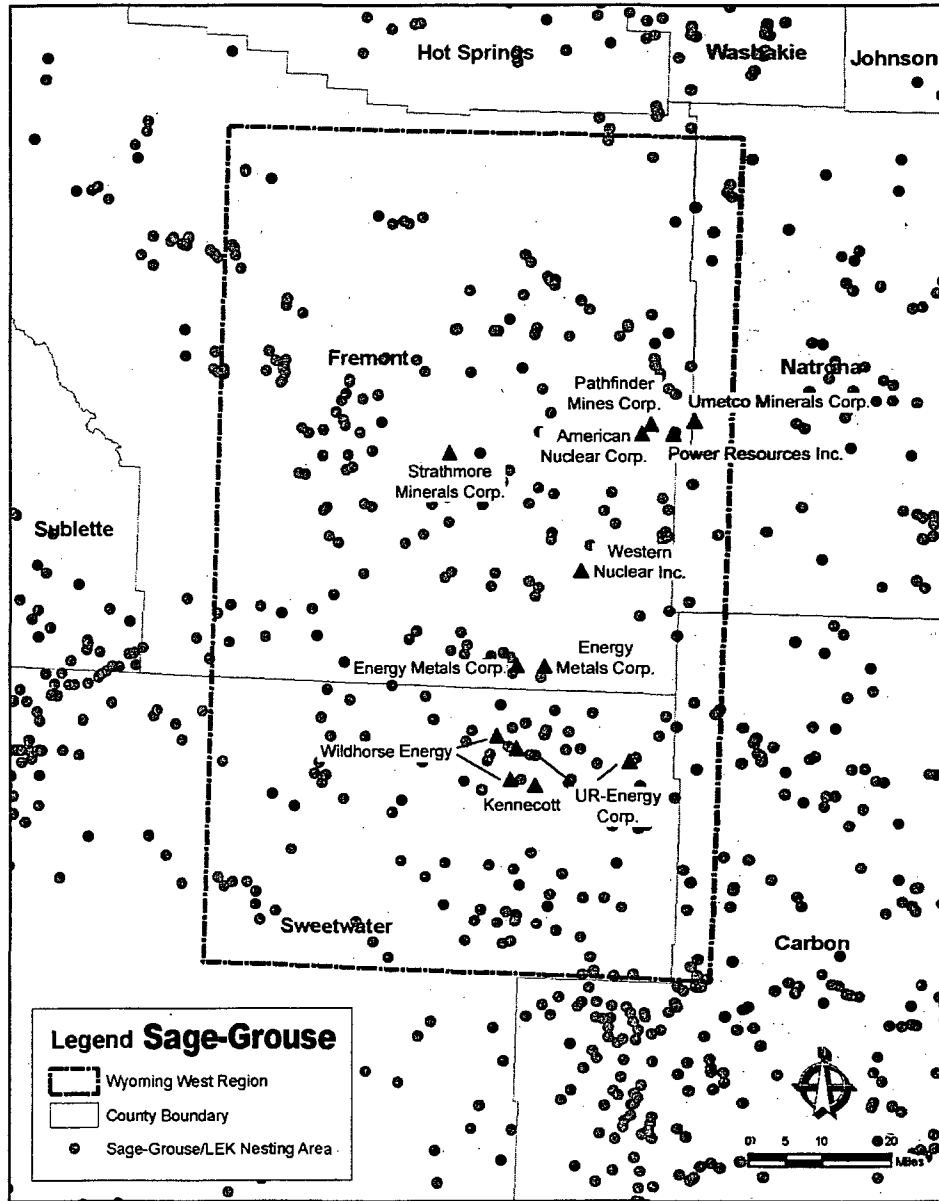 Hot Springs
Washakie
Johnson
Fremont
Natrona
Pathfinder
Mines Corp.
Umetco Minerals Corp.
American
Nuclear Corp.
Power Resources Inc.
Strathmore
Minerals Corp.
Sublette
Western
Nuclear Inc.
Energy Metals Corp.
Energy
Metals Corp.
Wildhorse Energy
Kennecott
UR-Energy
Corp.
Sweetwater
Carbon
Legend Sage-Grouse
Wyoming West Region
County Boundary
Sage-Grouse/LEK Nesting Area
0 5 10 20
Miles